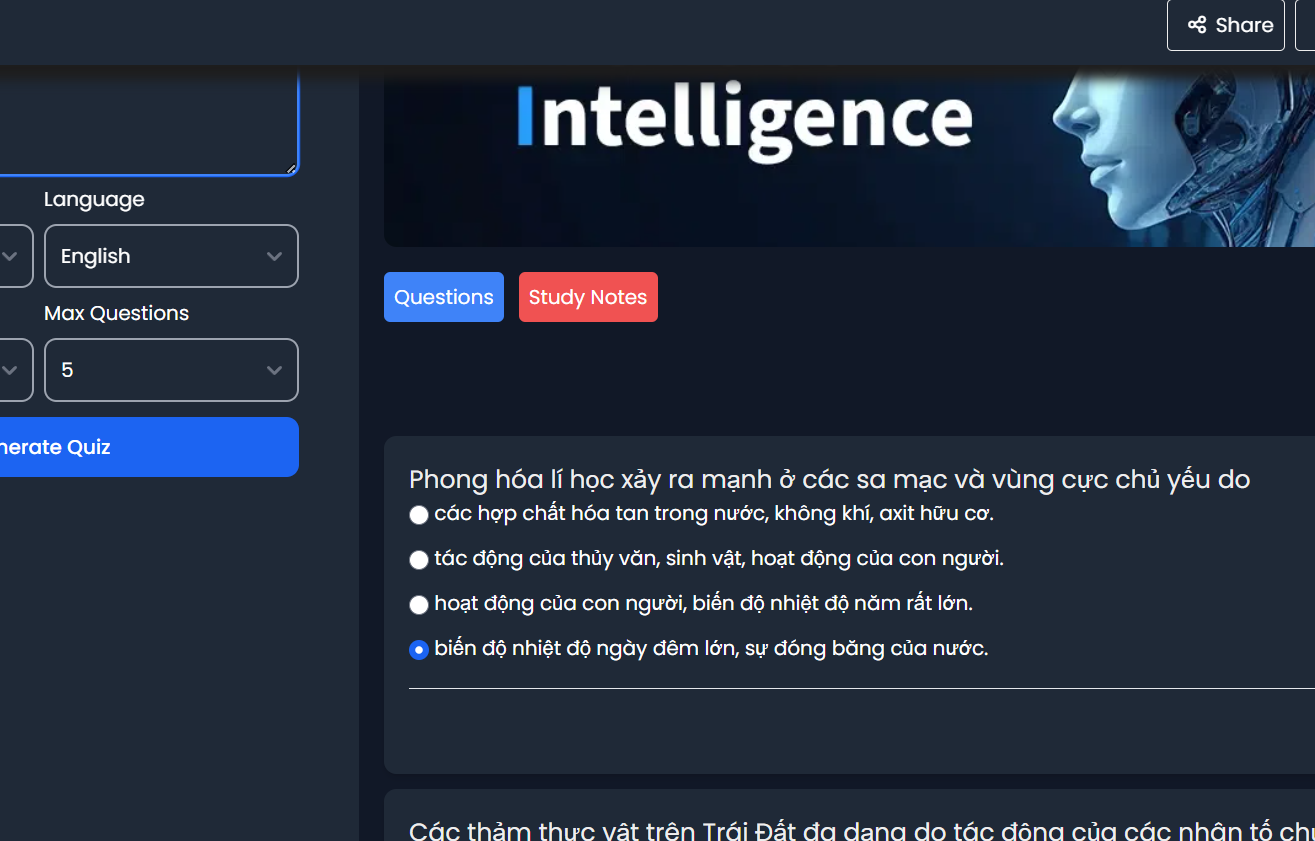 Share
Intelligence
Language
English
Max Questions
5
nerate Quiz
Questions
Study Notes
Phong hóa lí học xảy ra mạnh ở các sa mạc và vùng cực chủ yếu do
các hợp chất hóa tan trong nước, không khí, axit hữu cơ.
tác động của thủy văn, sinh vật, hoạt động của con người.
hoạt động của con người, biến độ nhiệt độ năm rất lớn.
biến độ nhiệt độ ngày đêm lớn, sự đóng băng của nước.
Các thảm thực vật trên Trái Đất đa dạng do tác động của các nhân tố